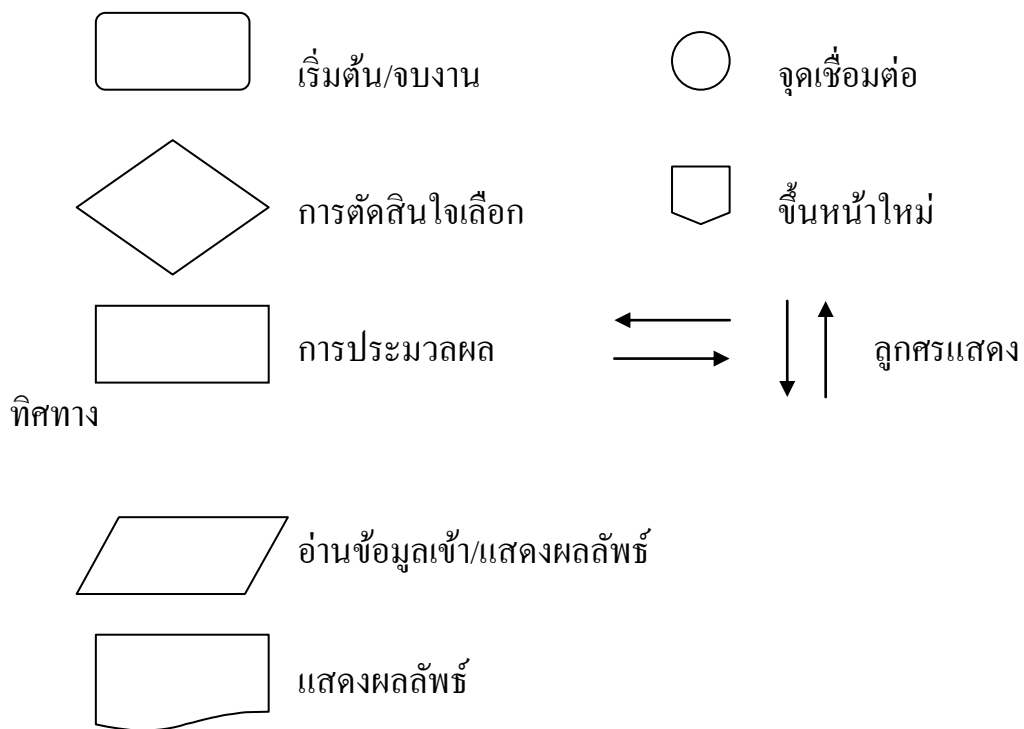 เริ่มต้น/จบงาน
จุดเชื่อมต่อ
การตัดสินใจเลือก
ขึ้นหน้าใหม่
การประมวลผล
ลูกศรแสดง
ทิศทาง
อ่านข้อมูลเข้า/แสดงผลลัพธ์
แสดงผลลัพธ์